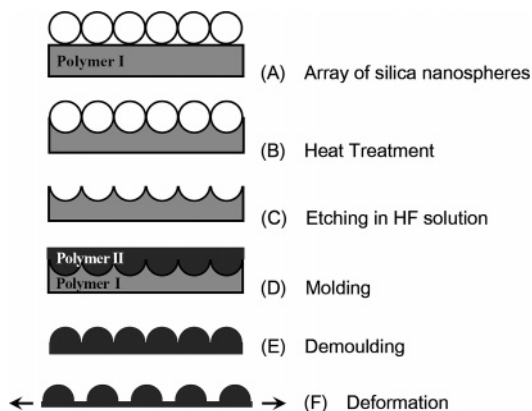 Polymer I
(A) Array of silica nanospheres
(B) Heat Treatment
(C) Etching in HF solution
Polymer II
Polymer I
(D) Molding
(E) Demoulding
(F) Deformation